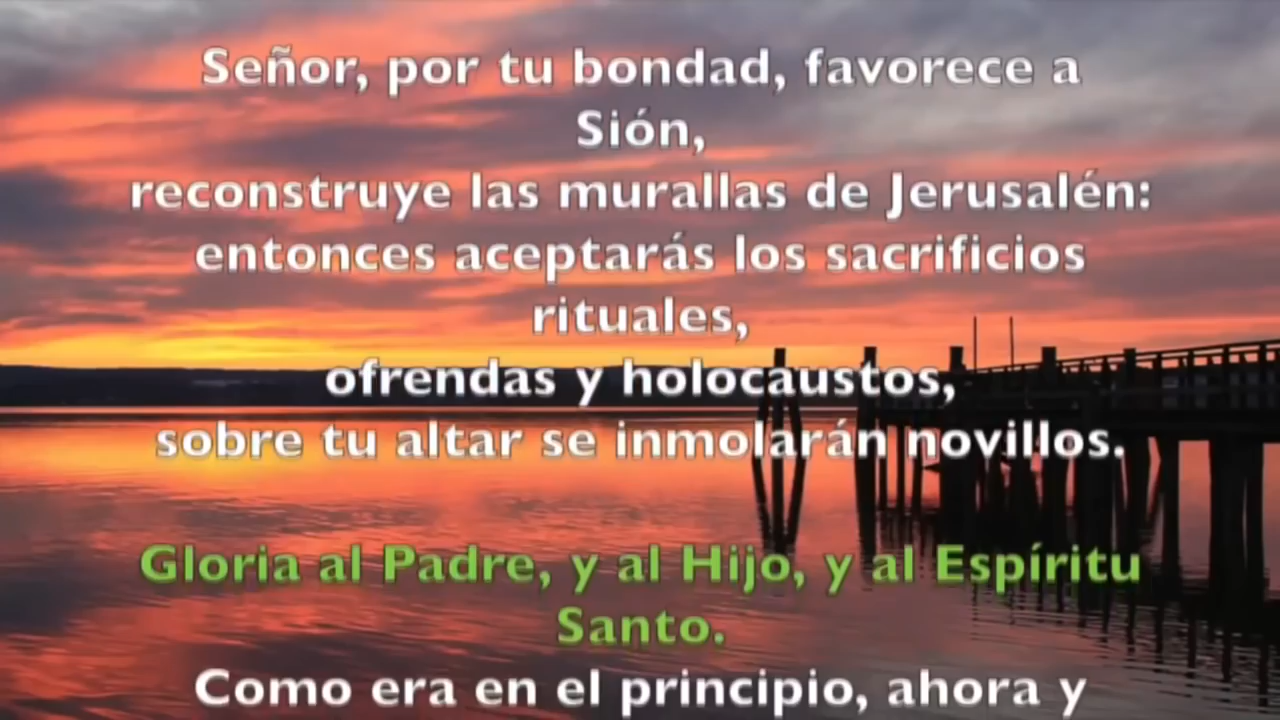 Señor, por tu bondad, favorece a
Sión,
reconstruye las murallas de Jerusalén:
entonces aceptarás los sacrificios
rituales,
ofrendas y holocaustos,
sobre tu altar se inmolarán novillos.
Gloria al Padre, y al Hijo, y al Espíritu
Santo.
Como era en el principio, ahora y